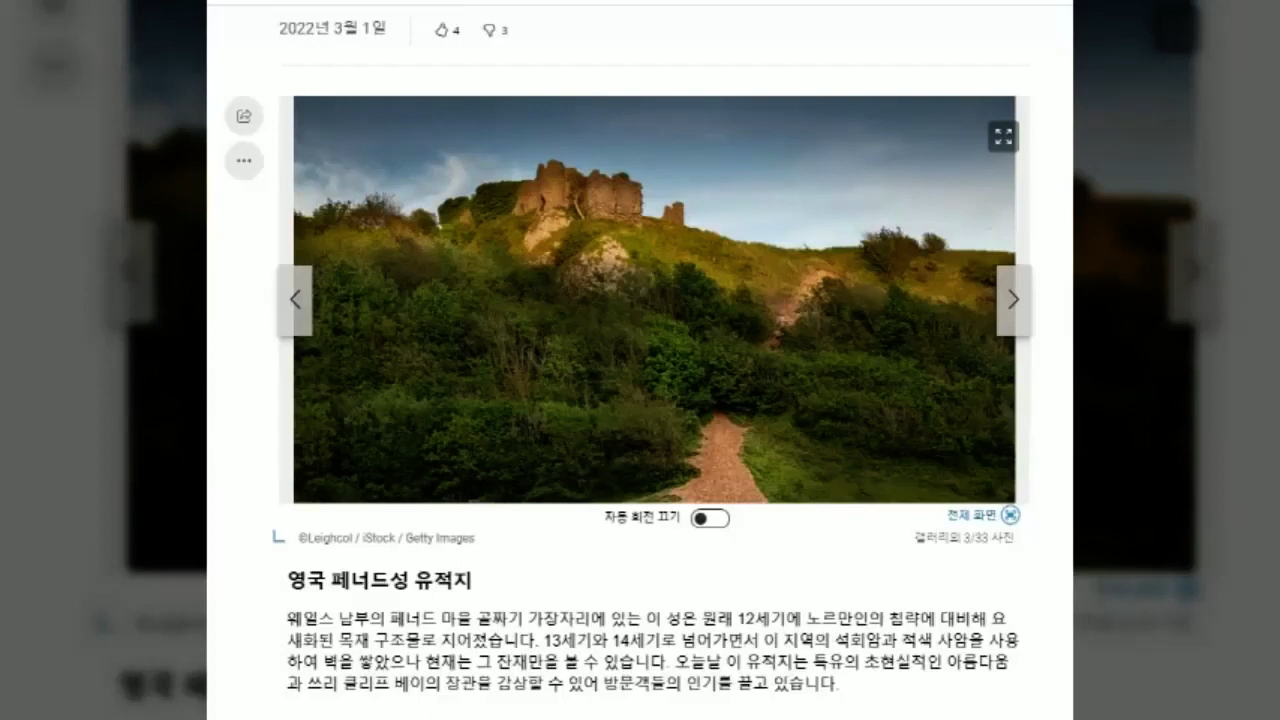 2022년 3월 1일
4
3
자동 회전 끄기
전체 화면
©Leighcol / iStock / Getty Images
갤러리의 3/33 사진
영국 페너드성 유적지
웨일스 남부의 페너드 마을 골짜기 가장자리에 있는 이 성은 원래 12세기에 노르만인의 침략에 대비해 요
새화된 목재 구조물로 지어졌습니다. 13세기와 14세기로 넘어가면서 이 지역의 석회암과 적색 사암을 사용
하여 벽을 쌓았으나 현재는 그 잔재만을 볼 수 있습니다. 오늘날 이 유적지는 특유의 초현실적인 아름다움
과 쓰리 클리프 베이의 장관을 감상할 수 있어 방문객들의 인기를 끌고 있습니다.